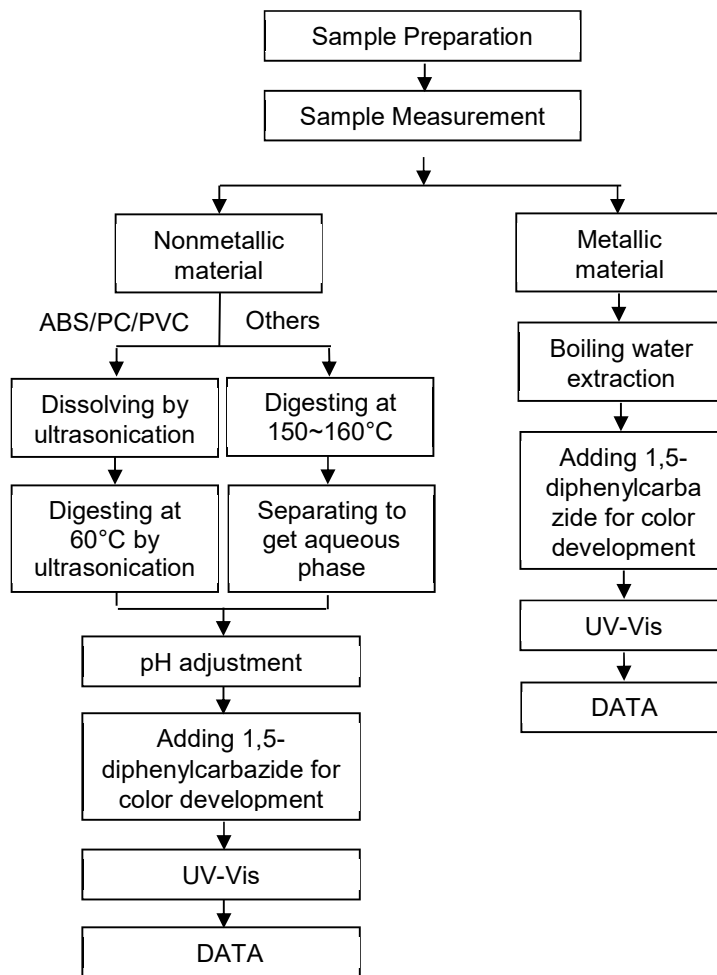 Sample Preparation
Sample Measurement
Nonmetallic
material
Metallic
material
ABS/PC/PVC
Others
Boiling water
extraction
Dissolving by
ultrasonication
Digesting at
150~160°C
Adding 1,5-
diphenylcarba
zide for color
development
Digesting at
60°C by
ultrasonication
Separating to
get aqueous
phase
UV-Vis
pH adjustment
DATA
Adding 1,5-
diphenylcarbazide for
color development
UV-Vis
DATA